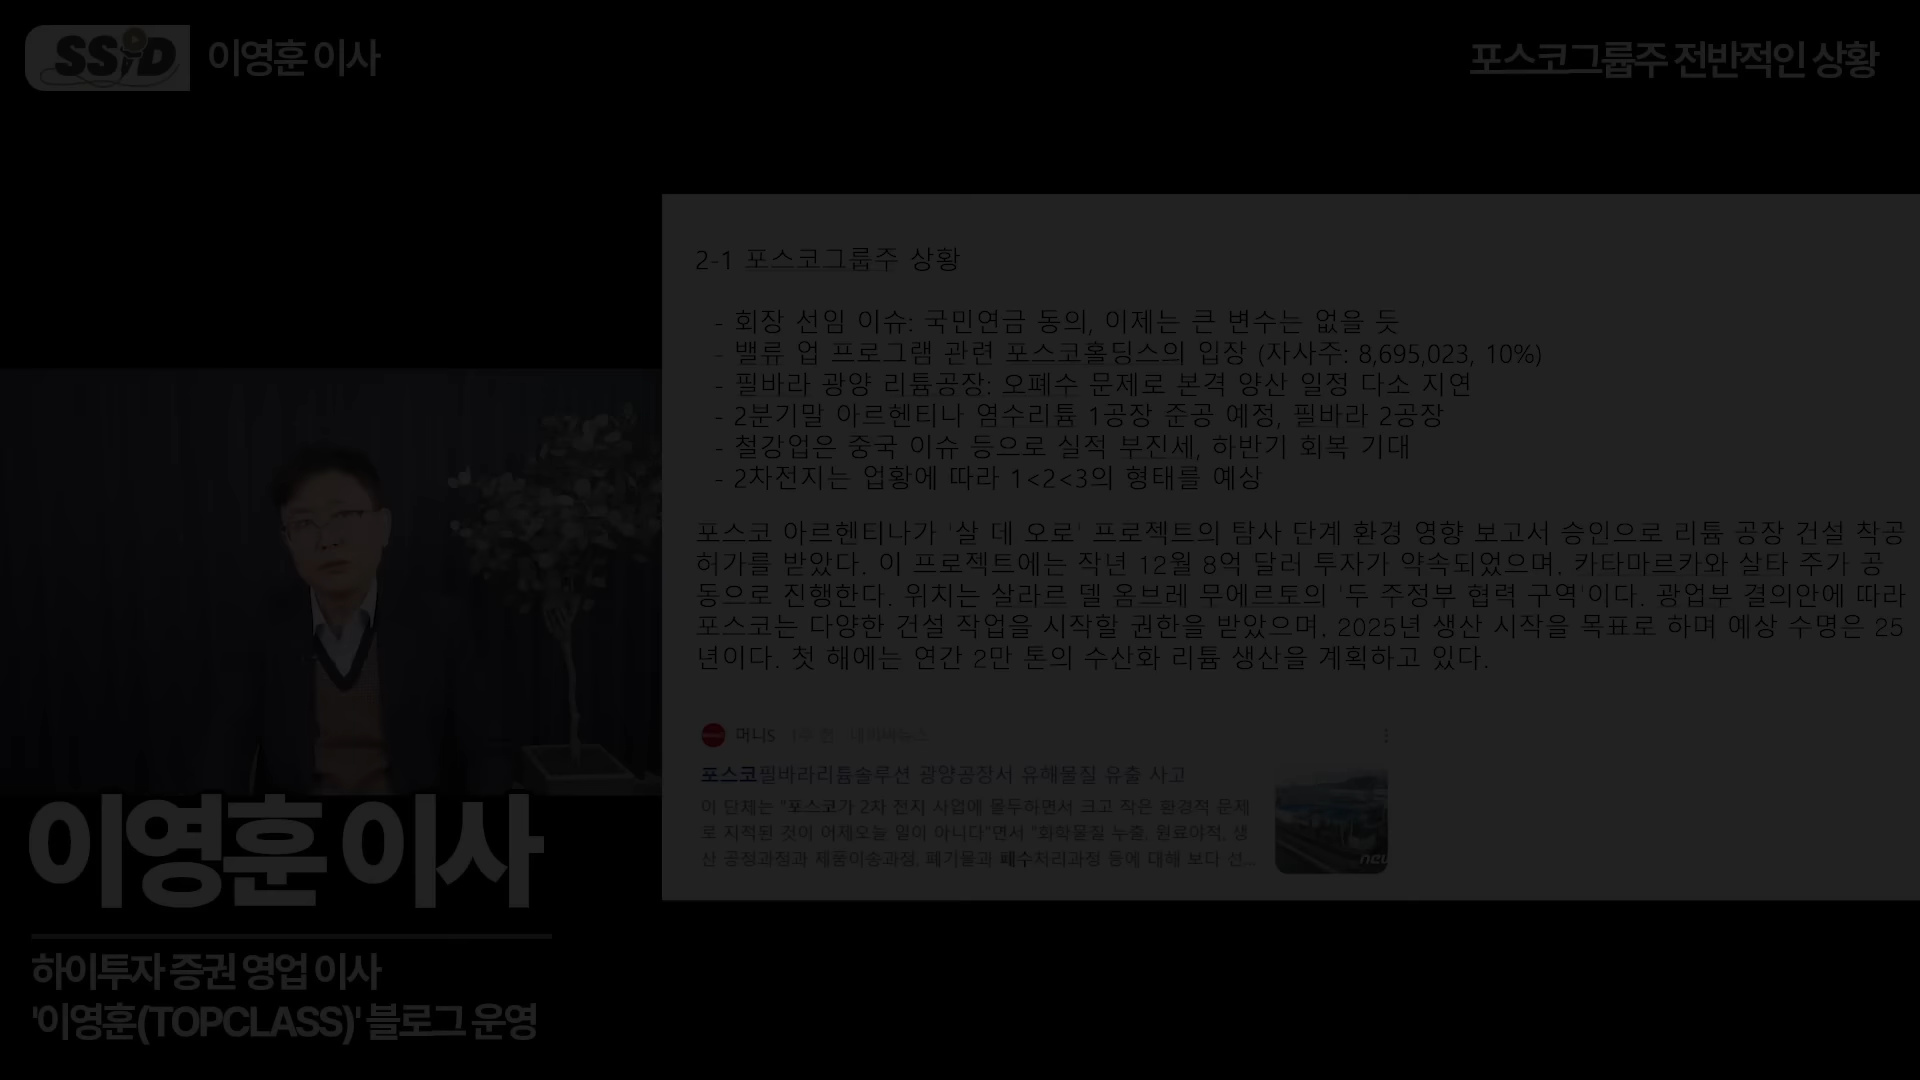 SSiD 이영훈 이사
포스코그룹주 전반적인 상황
2-1 포스코그룹주 상황
- 회장 선임 이슈: 국민연금 동의, 이제는 큰 변수는 없을 듯
- 밸류 업 프로그램 관련 포스코홀딩스의 입장 (자사주: 8,695,023, 10%)
- 필바라 광양 리튬공장: 오폐수 문제로 본격 양산 일정 다소 지연
- 2분기말 아르헨티나 염수리튬 1공장 준공 예정, 필바라 2공장
- 철강업은 중국 이슈 등으로 실적 부진세, 하반기 회복 기대
- 2차전지는 업황에 따라 1<2<3의 형태를 예상
포스코 아르헨티나가 '살 데 오로' 프로젝트의 탐사 단계 환경 영향 보고서 승인으로 리튬 공장 건설 착공
허가를 받았다. 이 프로젝트에는 작년 12월 8억 달러 투자가 약속되었으며, 카타마르카와 살타 주가 공
동으로 진행한다. 위치는 살라르 델 옴브레 무에르토의 '두 주정부 협력 구역'이다. 광업부 결의안에 따라
포스코는 다양한 건설 작업을 시작할 권한을 받았으며, 2025년 생산 시작을 목표로 하며 예상 수명은 25
년이다. 첫 해에는 연간 2만 톤의 수산화 리튬 생산을 계획하고 있다.
머니S 1주 전 네이버뉴스
포스코필바라리튬솔루션 광양공장서 유해물질 유출 사고
이 단체는 "포스코가 2차 전지 사업에 몰두하면서 크고 작은 환경적 문제
로 지적된 것이 어제오늘 일이 아니다"면서 "화학물질 누출, 원료야적, 생
산 공정과정과 제품이송과정, 폐기물과 폐수처리과정 등에 대해 보다 선...
이영훈 이사
하이투자 증권 영업 이사
'이영훈(TOPCLASS)' 블로그 운영